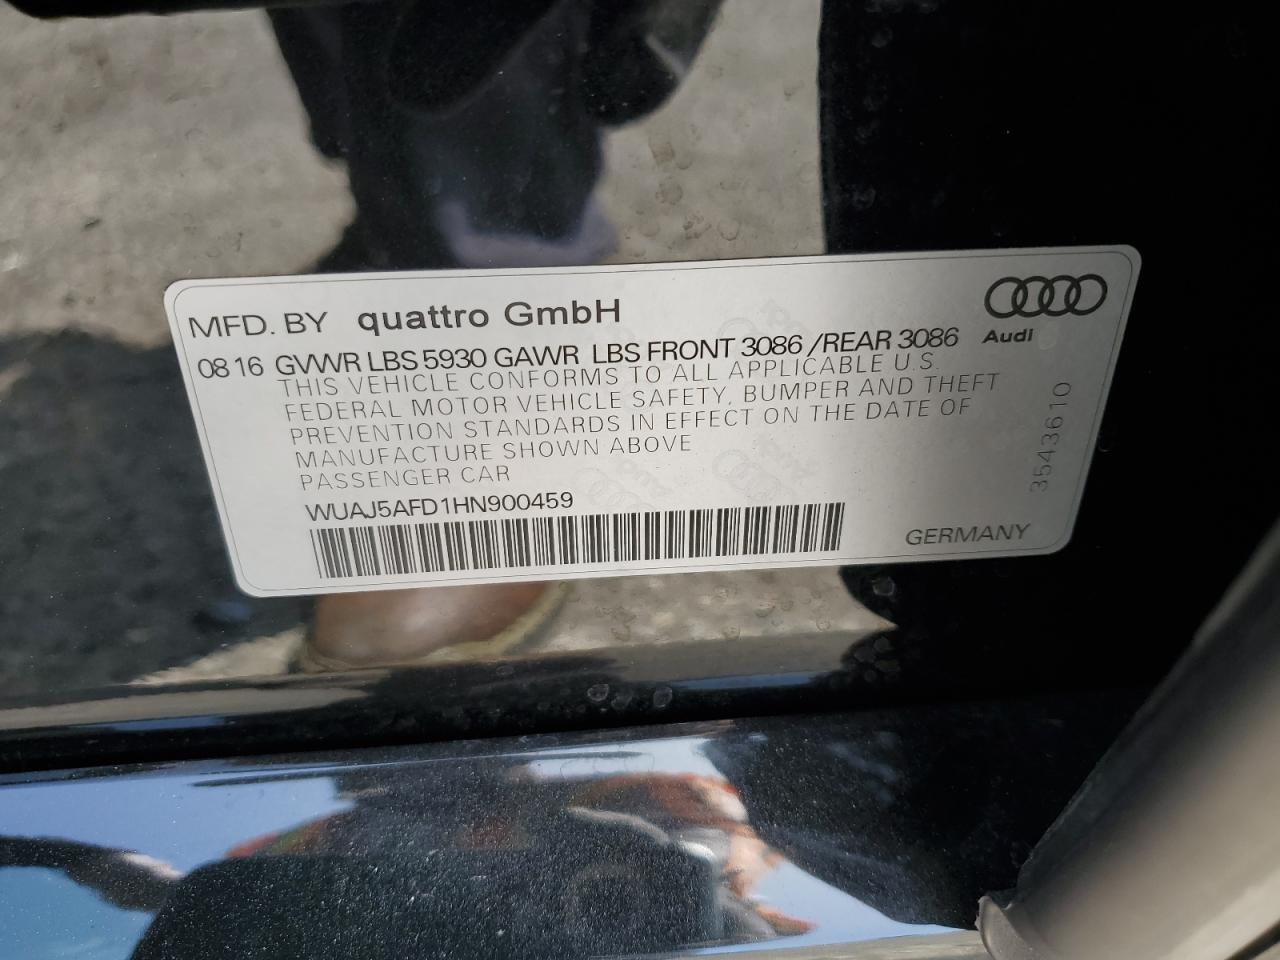 MFD. BY quattro GmbH
Audi
08 16 GVWR LBS 5930 GAWR LBS FRONT 3086 / REAR 3086
THIS VEHICLE CONFORMS TO ALL APPLICABLE U.S.
FEDERAL MOTOR VEHICLE SAFETY, BUMPER AND THEFT
PREVENTION STANDARDS IN EFFECT ON THE DATE OF
MANUFACTURE SHOWN ABOVE
PASSENGER CAR
WUAJ5AFD1HN900459
GERMANY
3543610